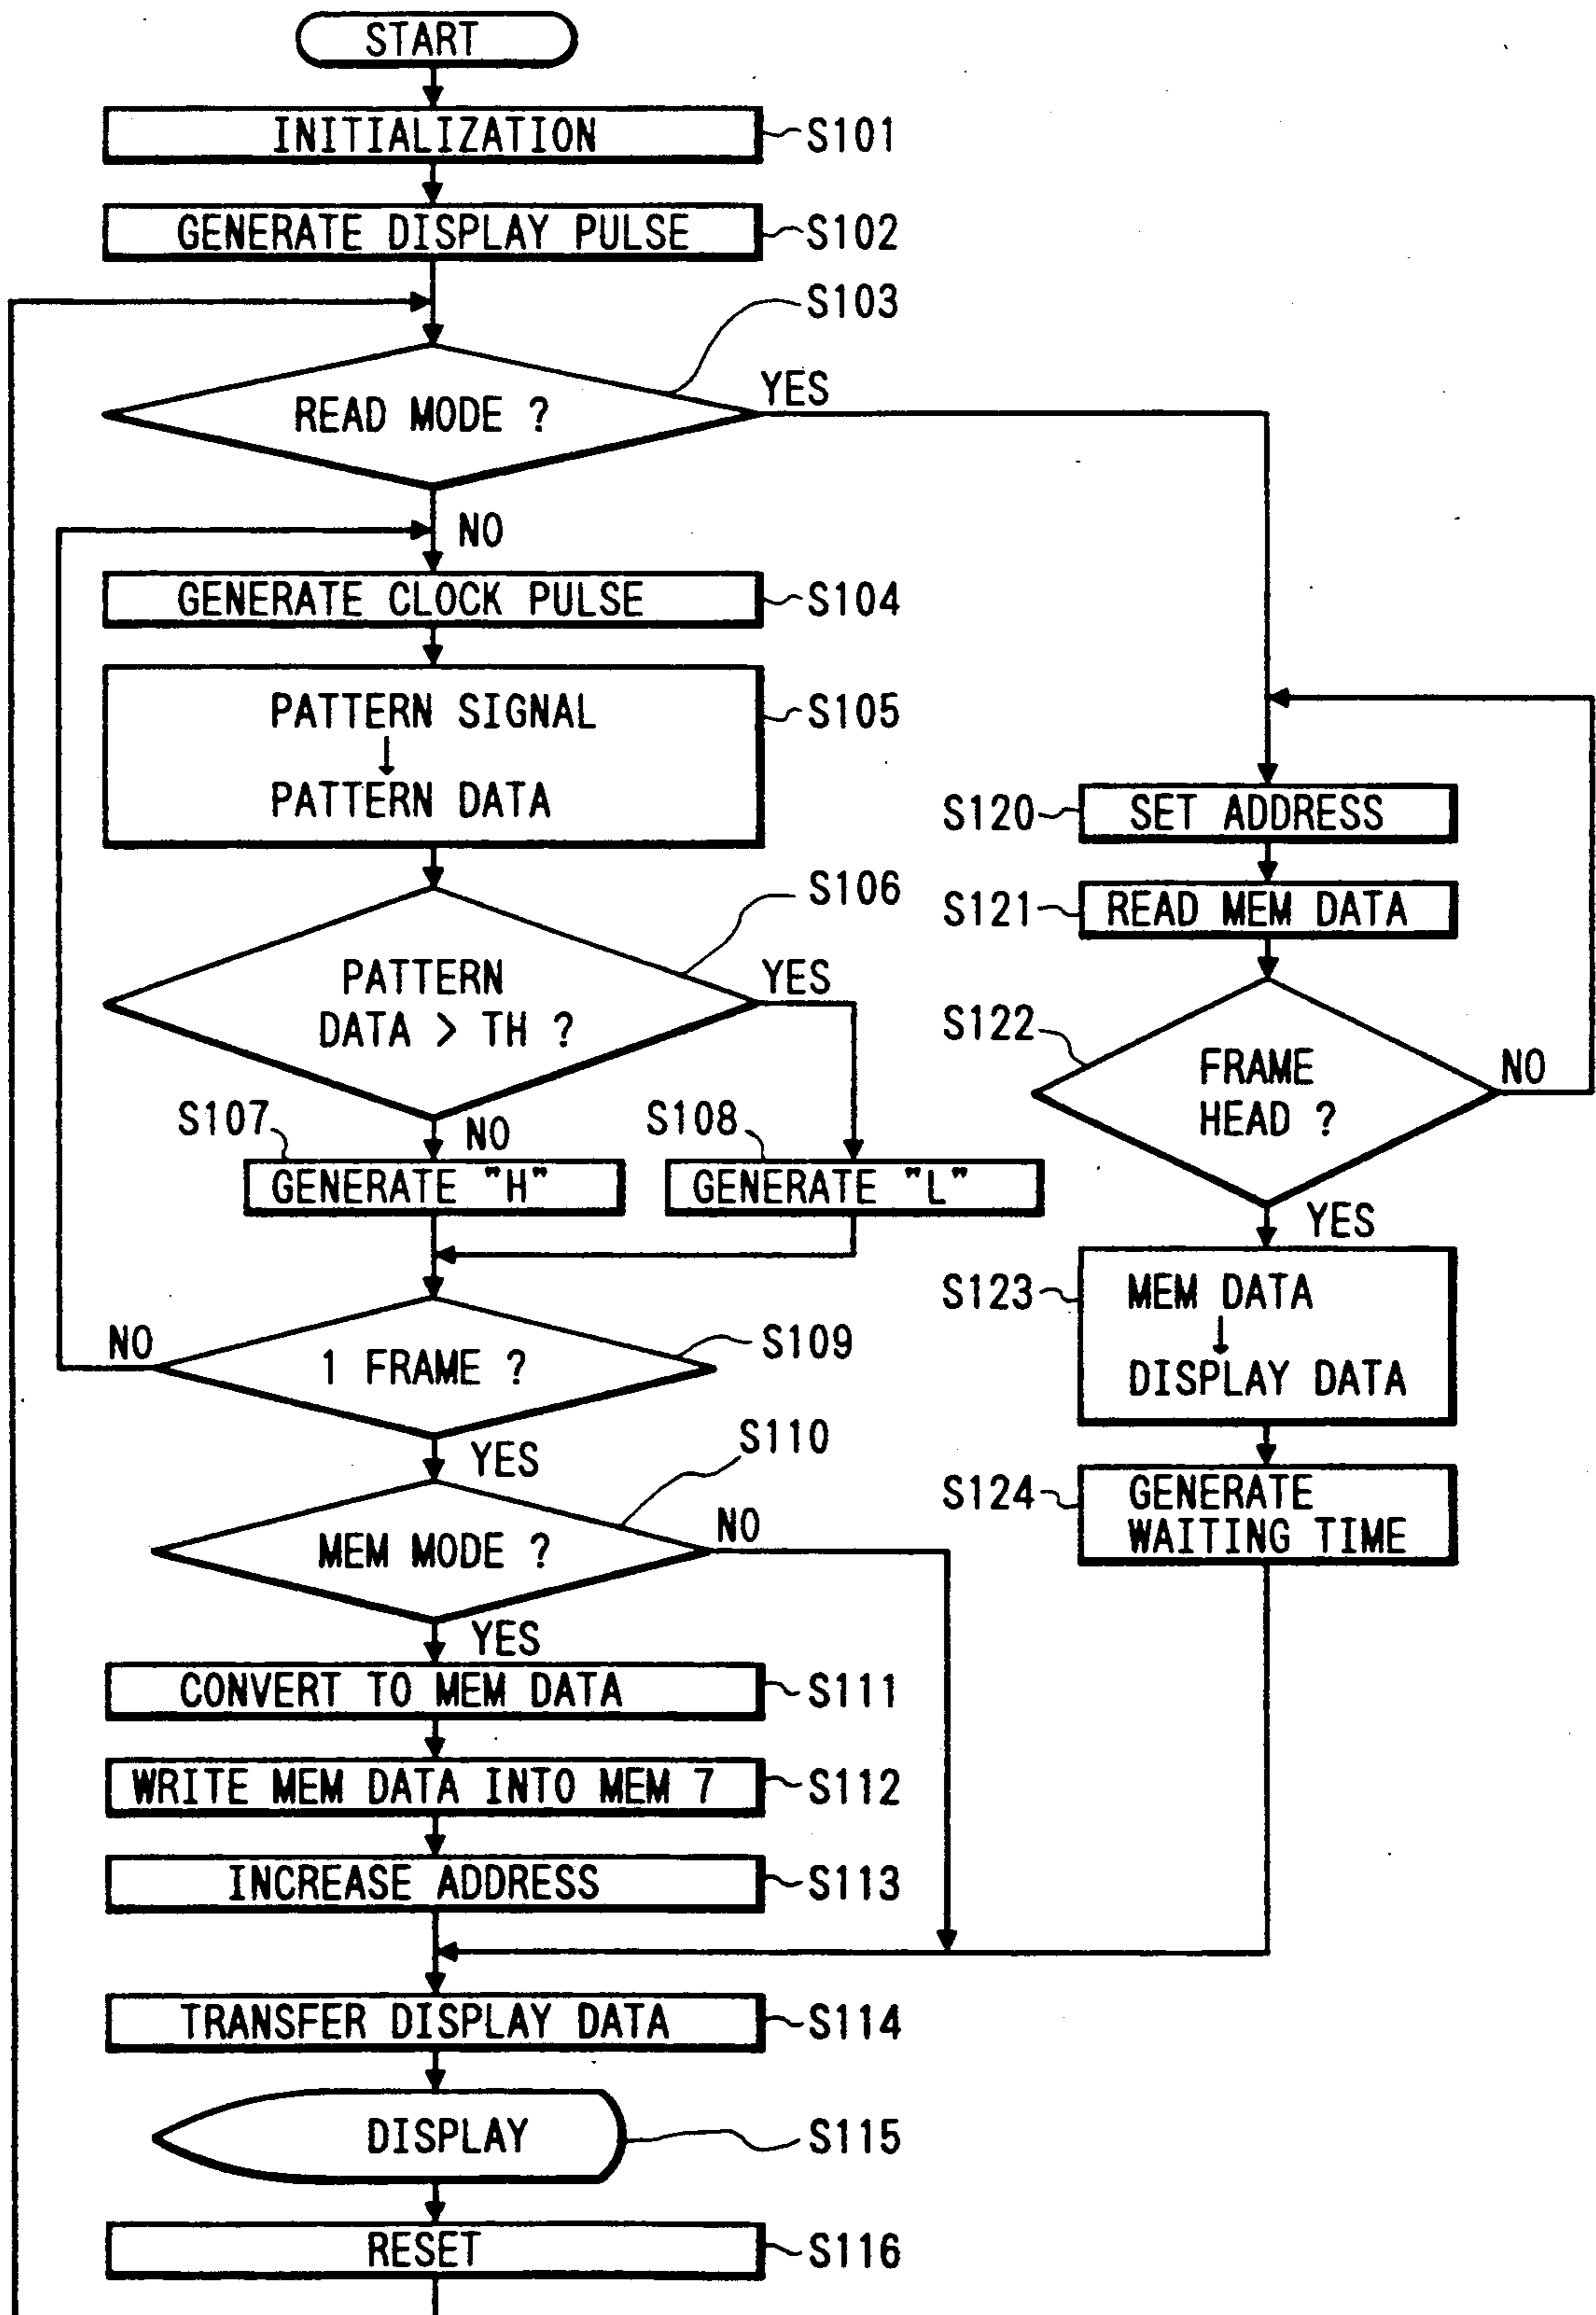 START
INITIALIZATION
S101
GENERATE DISPLAY PULSE
S102
S103
READ MODE ?
YES
NO
GENERATE CLOCK PULSE
S104
PATTERN SIGNAL
PATTERN DATA
S105
S106
PATTERN
DATA > TH ?
YES
NO
S107
GENERATE "H"
S108
GENERATE "L"
S109
1 FRAME ?
NO
YES
S110
MEM MODE ?
NO
YES
CONVERT TO MEM DATA
S111
WRITE MEM DATA INTO MEM 7
S112
INCREASE ADDRESS
S113
TRANSFER DISPLAY DATA
S114
DISPLAY
S115
RESET
S116
S120
SET ADDRESS
S121
READ MEM DATA
S122
FRAME
HEAD ?
NO
YES
S123
MEM DATA
DISPLAY DATA
S124
GENERATE
WAITING TIME